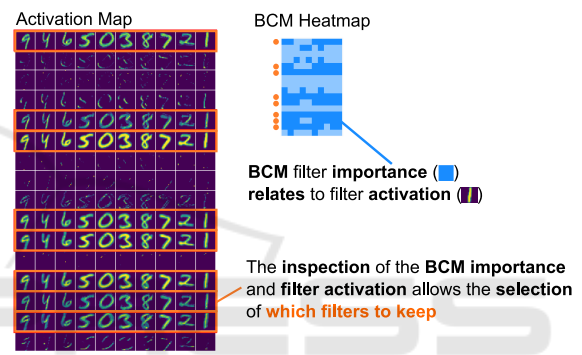 Activation Map
BCM Heatmap
9 4 6 5 0 3 8 7 2 1
BCM filter importance ( )
relates to filter activation ( )
The inspection of the BCM importance
and filter activation allows the selection
of which filters to keep